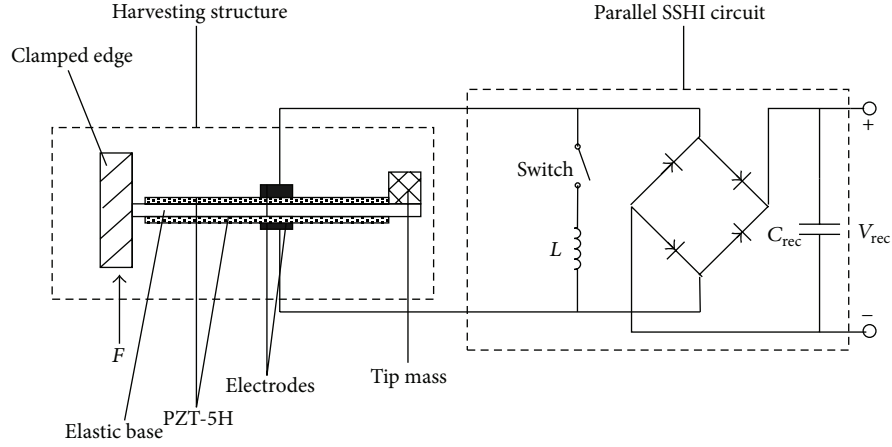 Harvesting structure
Parallel SSHI circuit
Clamped edge
+
Switch
L
C_rec
V_rec
−
F
Electrodes
Tip mass
PZT-5H
Elastic base